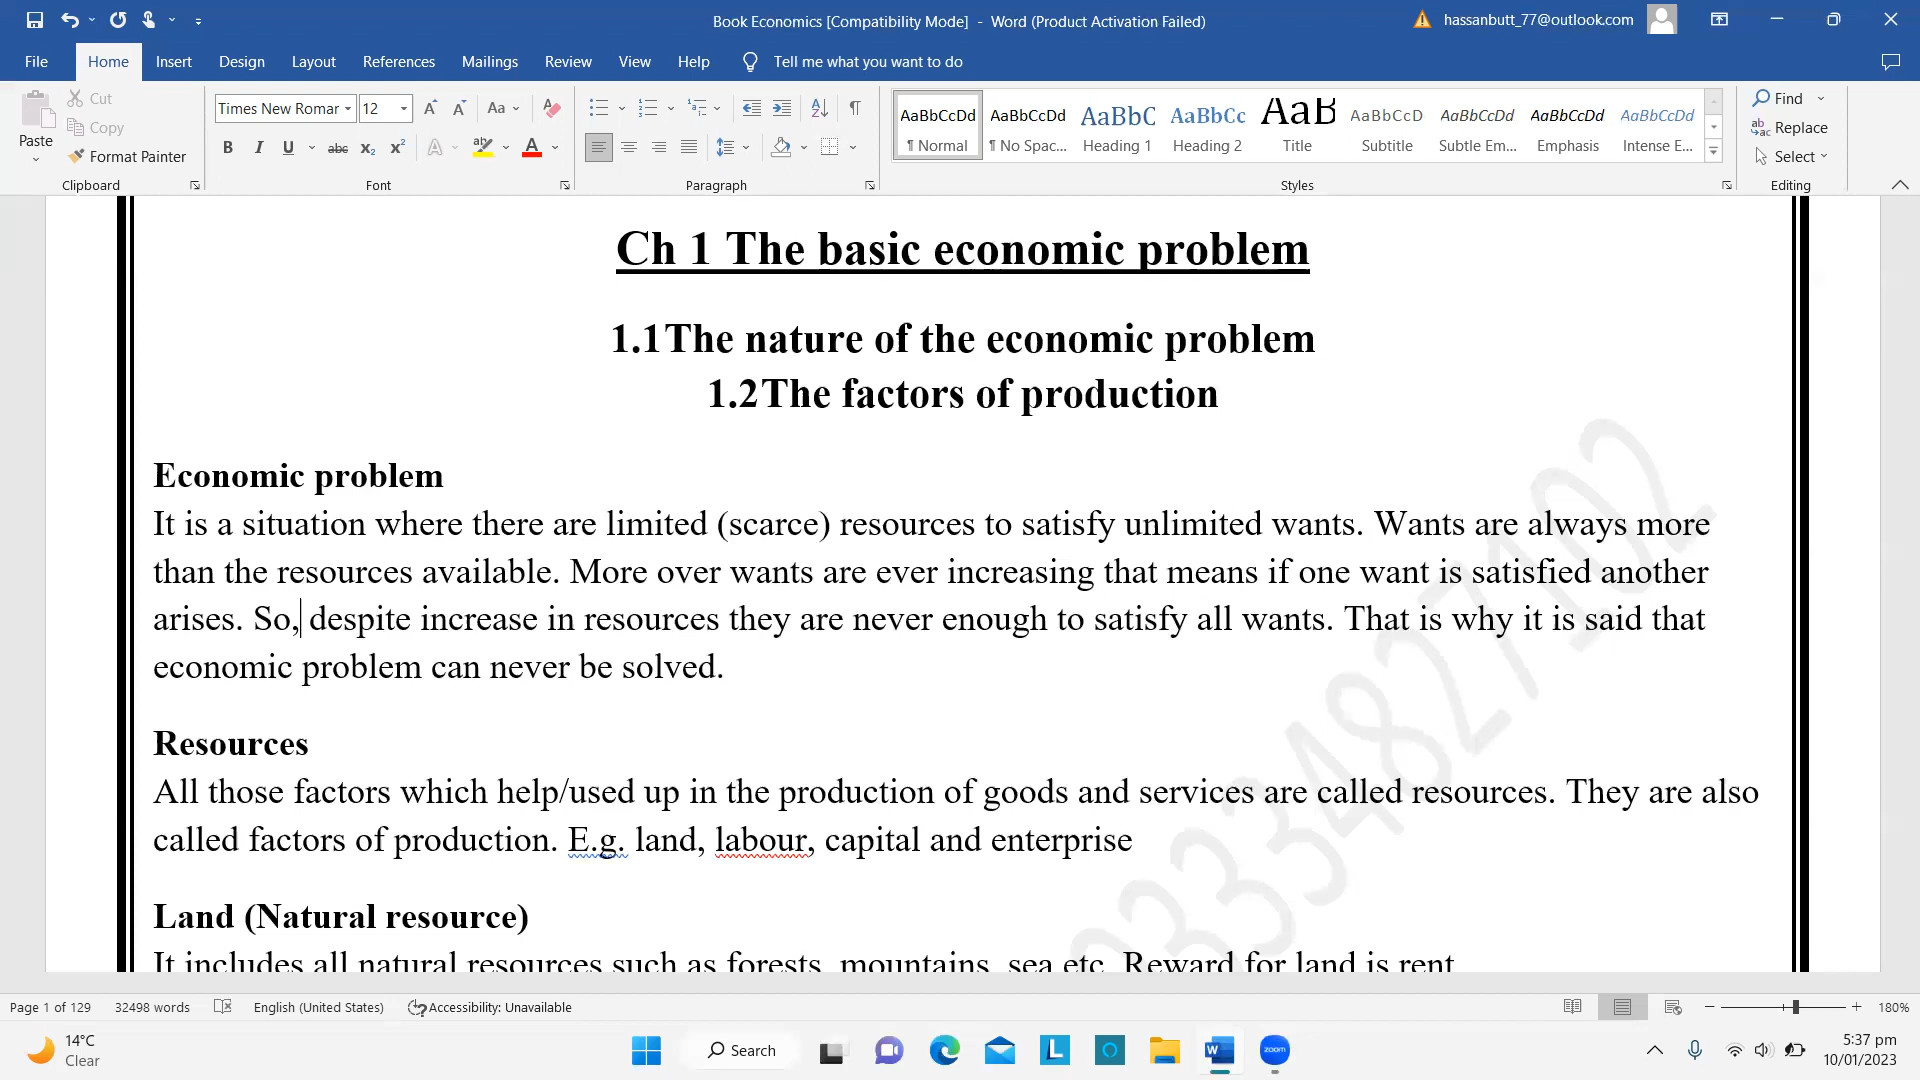 Book Economics [Compatibility Mode] - Word (Product Activation Failed)
hassanbutt_77@outlook.com
File Home Insert Design Layout References Mailings Review View Help Tell me what you want to do
Paste
Cut
Copy
Format Painter
Clipboard
Times New Romar 12
Font
Paragraph
AaBbCcDd AaBbCcDd AaBbC AaBbCc AaB AaBbCcD AaBbCcDd AaBbCcDd AaBbCcDd
¶ Normal ¶ No Spac... Heading 1 Heading 2 Title Subtitle Subtle Em... Emphasis Intense E...
Styles
Find
Replace
Select
Editing
Ch 1 The basic economic problem
1.1The nature of the economic problem
1.2The factors of production
Economic problem
It is a situation where there are limited (scarce) resources to satisfy unlimited wants. Wants are always more
than the resources available. More over wants are ever increasing that means if one want is satisfied another
arises. So, despite increase in resources they are never enough to satisfy all wants. That is why it is said that
economic problem can never be solved.
Resources
All those factors which help/used up in the production of goods and services are called resources. They are also
called factors of production. E.g. land, labour, capital and enterprise
Land (Natural resource)
It includes all natural resources such as forests, mountains, sea etc. Reward for land is rent
Page 1 of 129 32498 words English (United States) Accessibility: Unavailable 180%
14°C
Clear
Search
zoom
5:37 pm
10/01/2023